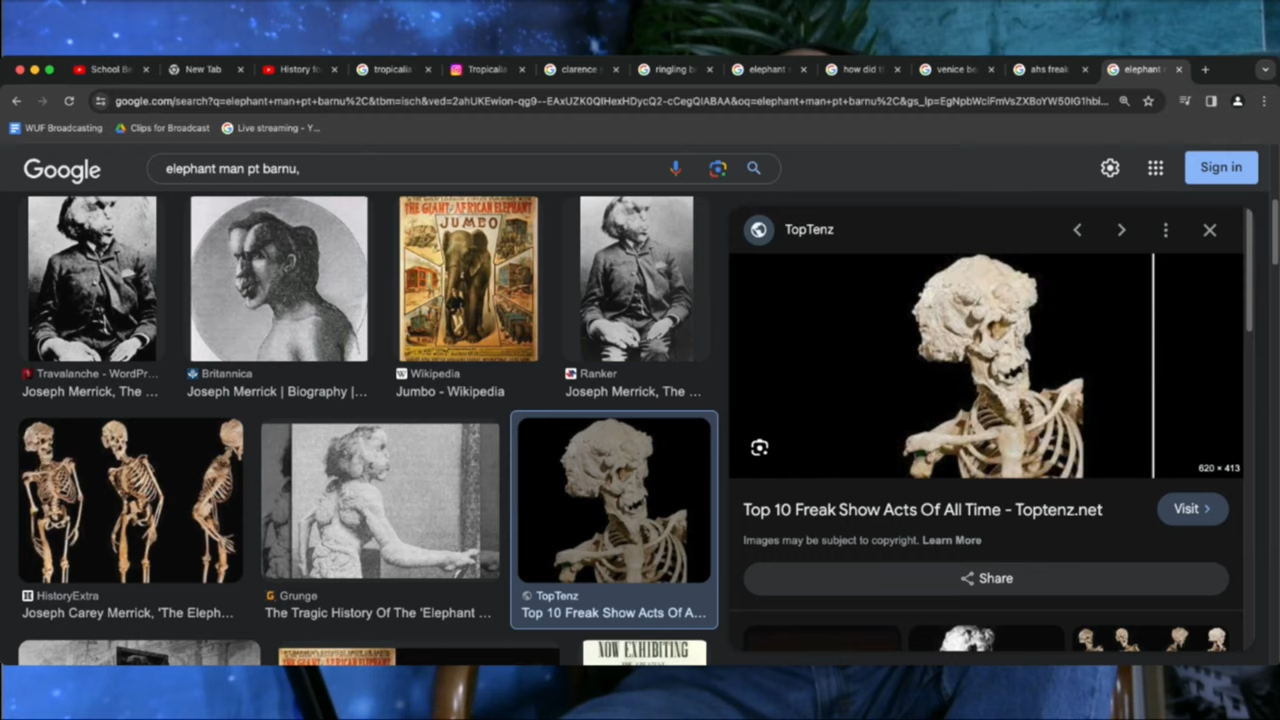 School Be
New Tab
History fo
tropicalia
Tropicalia
clarence
ringling b
elephant
how did t
venice be
ahs freak
elephant
google.com/search?q=elephant+man+pt+barnu%2C&tbm=isch&ved=2ahUKEwion-qg9--EAxUZK0QIHexHDycQ2-cCegQIABAA&oq=elephant+man+pt+barnu%2C&gs_lp=EgNpbWciFmVsZXBoYW50IG1hbi...
WUF Broadcasting
Clips for Broadcast
Live streaming - Y...
Google
elephant man pt barnu,
Sign in
THE GIANT AFRICAN ELEPHANT
JUMBO
Travalanche - WordPr...
Joseph Merrick, The ...
Britannica
Joseph Merrick | Biography |...
Wikipedia
Jumbo - Wikipedia
Ranker
Joseph Merrick, The ...
HistoryExtra
Joseph Carey Merrick, 'The Eleph...
Grunge
The Tragic History Of The 'Elephant ...
TopTenz
Top 10 Freak Show Acts Of A...
NOW EXHIBITING
TopTenz
620 × 413
Top 10 Freak Show Acts Of All Time - Toptenz.net
Visit
Images may be subject to copyright. Learn More
Share